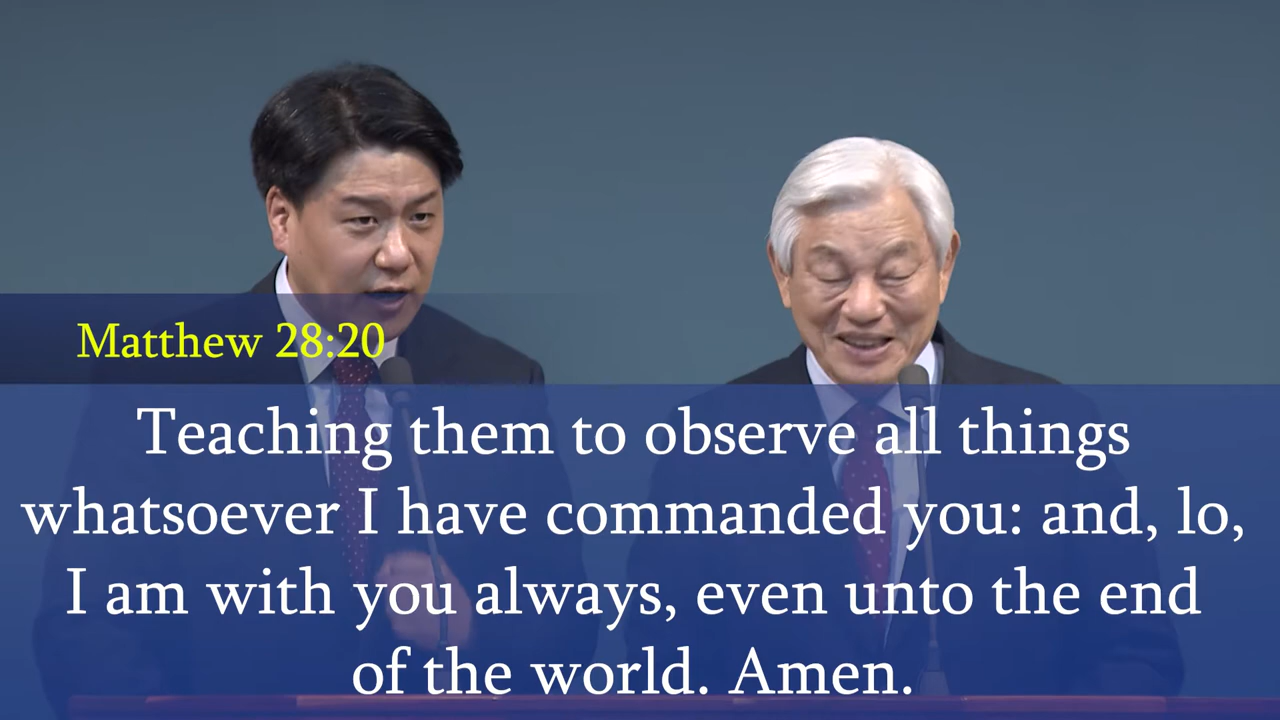 Matthew 28:20
Teaching them to observe all things
whatsoever I have commanded you: and, lo,
I am with you always, even unto the end
of the world. Amen.